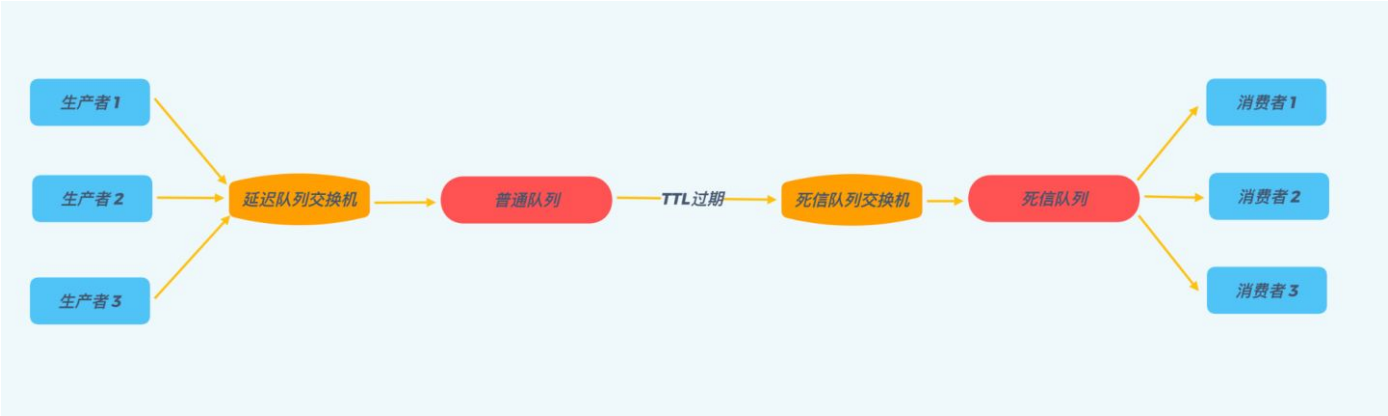 生产者 1
消费者 1
生产者 2
延迟队列交换机
普通队列
TTL过期
死信队列交换机
死信队列
消费者 2
生产者 3
消费者 3